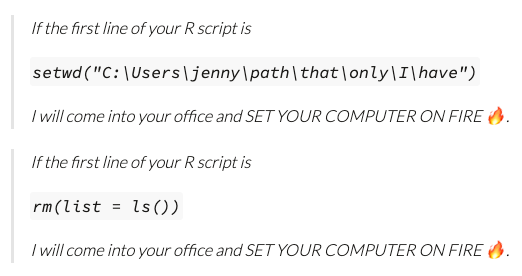 If the first line of your R script is
setwd("C:\Users\jenny\path\that\only\I\have")
I will come into your office and SET YOUR COMPUTER ON FIRE 🔥.
If the first line of your R script is
rm(list = ls())
I will come into your office and SET YOUR COMPUTER ON FIRE 🔥.